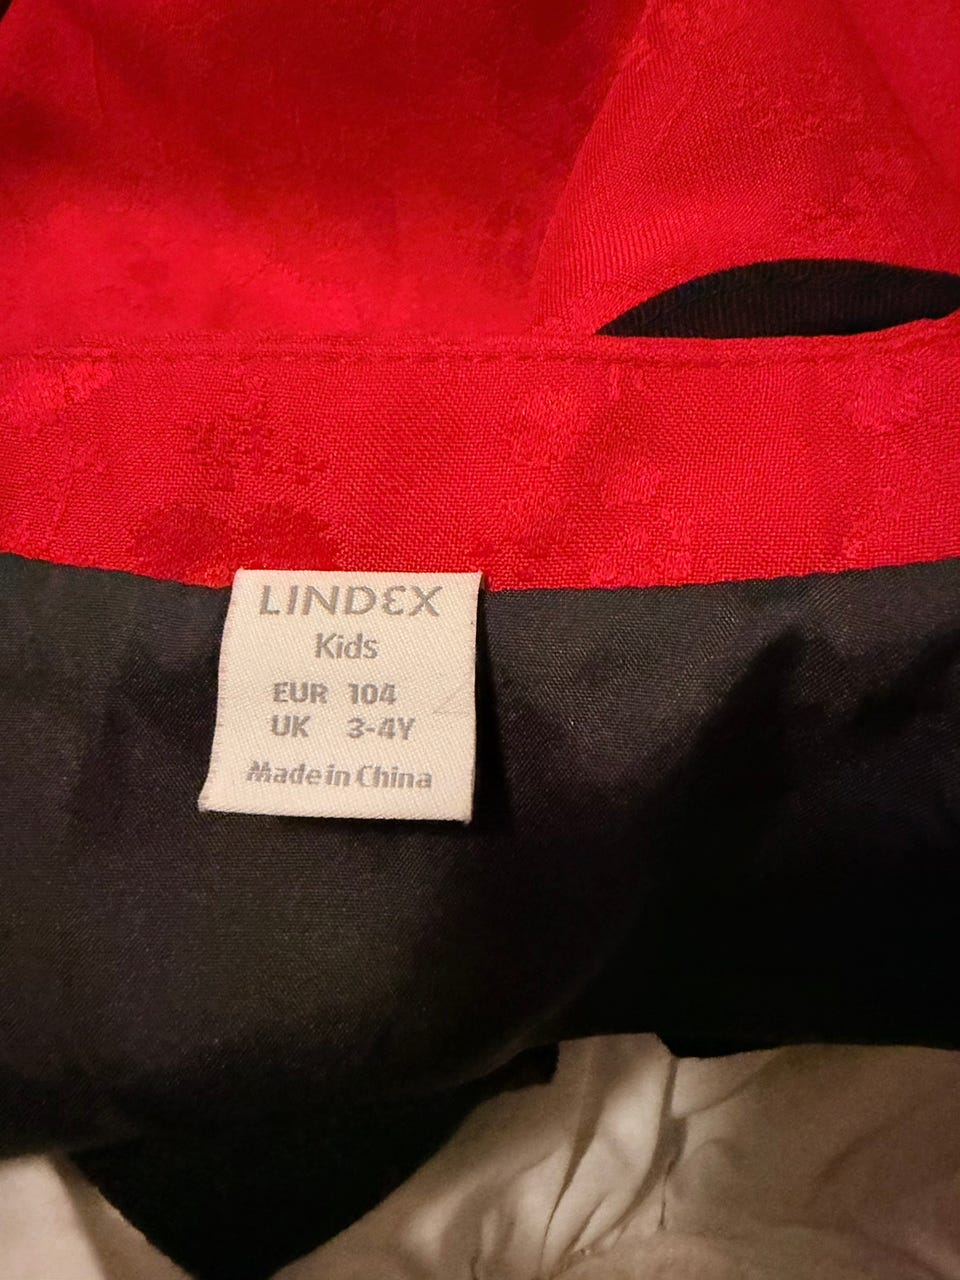 LINDEX
Kids
EUR 104
UK 3-4Y
Made in China